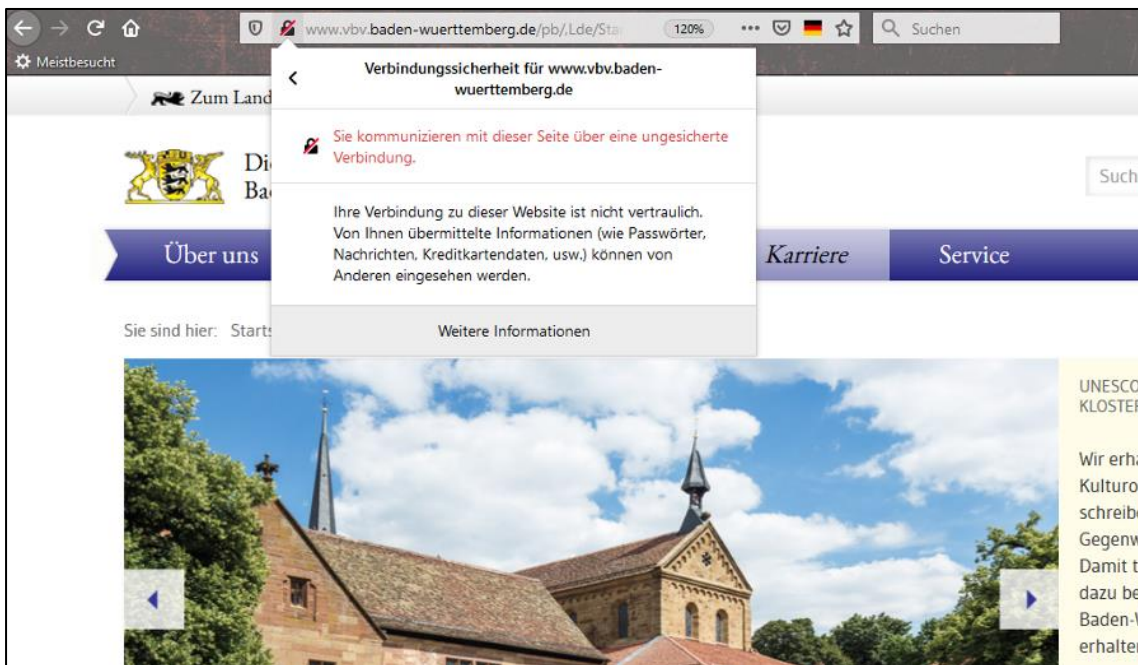 www.vbv.baden-wuerttemberg.de/pb/,Lde/Sta
120%
Suchen
Meistbesucht
Verbindungssicherheit für www.vbv.baden-
wuerttemberg.de
Zum Land
Sie kommunizieren mit dieser Seite über eine ungesicherte
Verbindung.
Di
Ba
Such
Ihre Verbindung zu dieser Website ist nicht vertraulich.
Von Ihnen übermittelte Informationen (wie Passwörter,
Nachrichten, Kreditkartendaten, usw.) können von
Anderen eingesehen werden.
Über uns
Karriere
Service
Sie sind hier: Starts
Weitere Informationen
UNESCO
KLOSTER
Wir erha
Kulturo
schreibe
Gegenw
Damit t
dazu be
Baden-W
erhalten